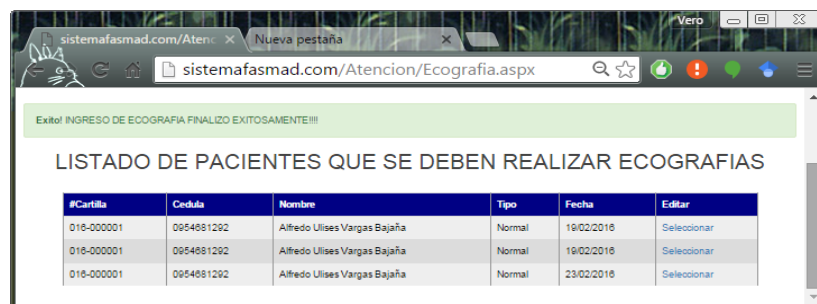 Vero
sistemafasmad.com/Atenc
Nueva pestaña
sistemafasmad.com/Atencion/Ecografia.aspx
Exito! INGRESO DE ECOGRAFIA FINALIZO EXITOSAMENTE!!!!
LISTADO DE PACIENTES QUE SE DEBEN REALIZAR ECOGRAFIAS
#Cartilla Cedula Nombre Tipo Fecha Editar
016-000001 0954681292 Alfredo Ulises Vargas Bajaña Normal 19/02/2016 Seleccionar
016-000001 0954681292 Alfredo Ulises Vargas Bajaña Normal 19/02/2016 Seleccionar
016-000001 0954681292 Alfredo Ulises Vargas Bajaña Normal 23/02/2016 Seleccionar